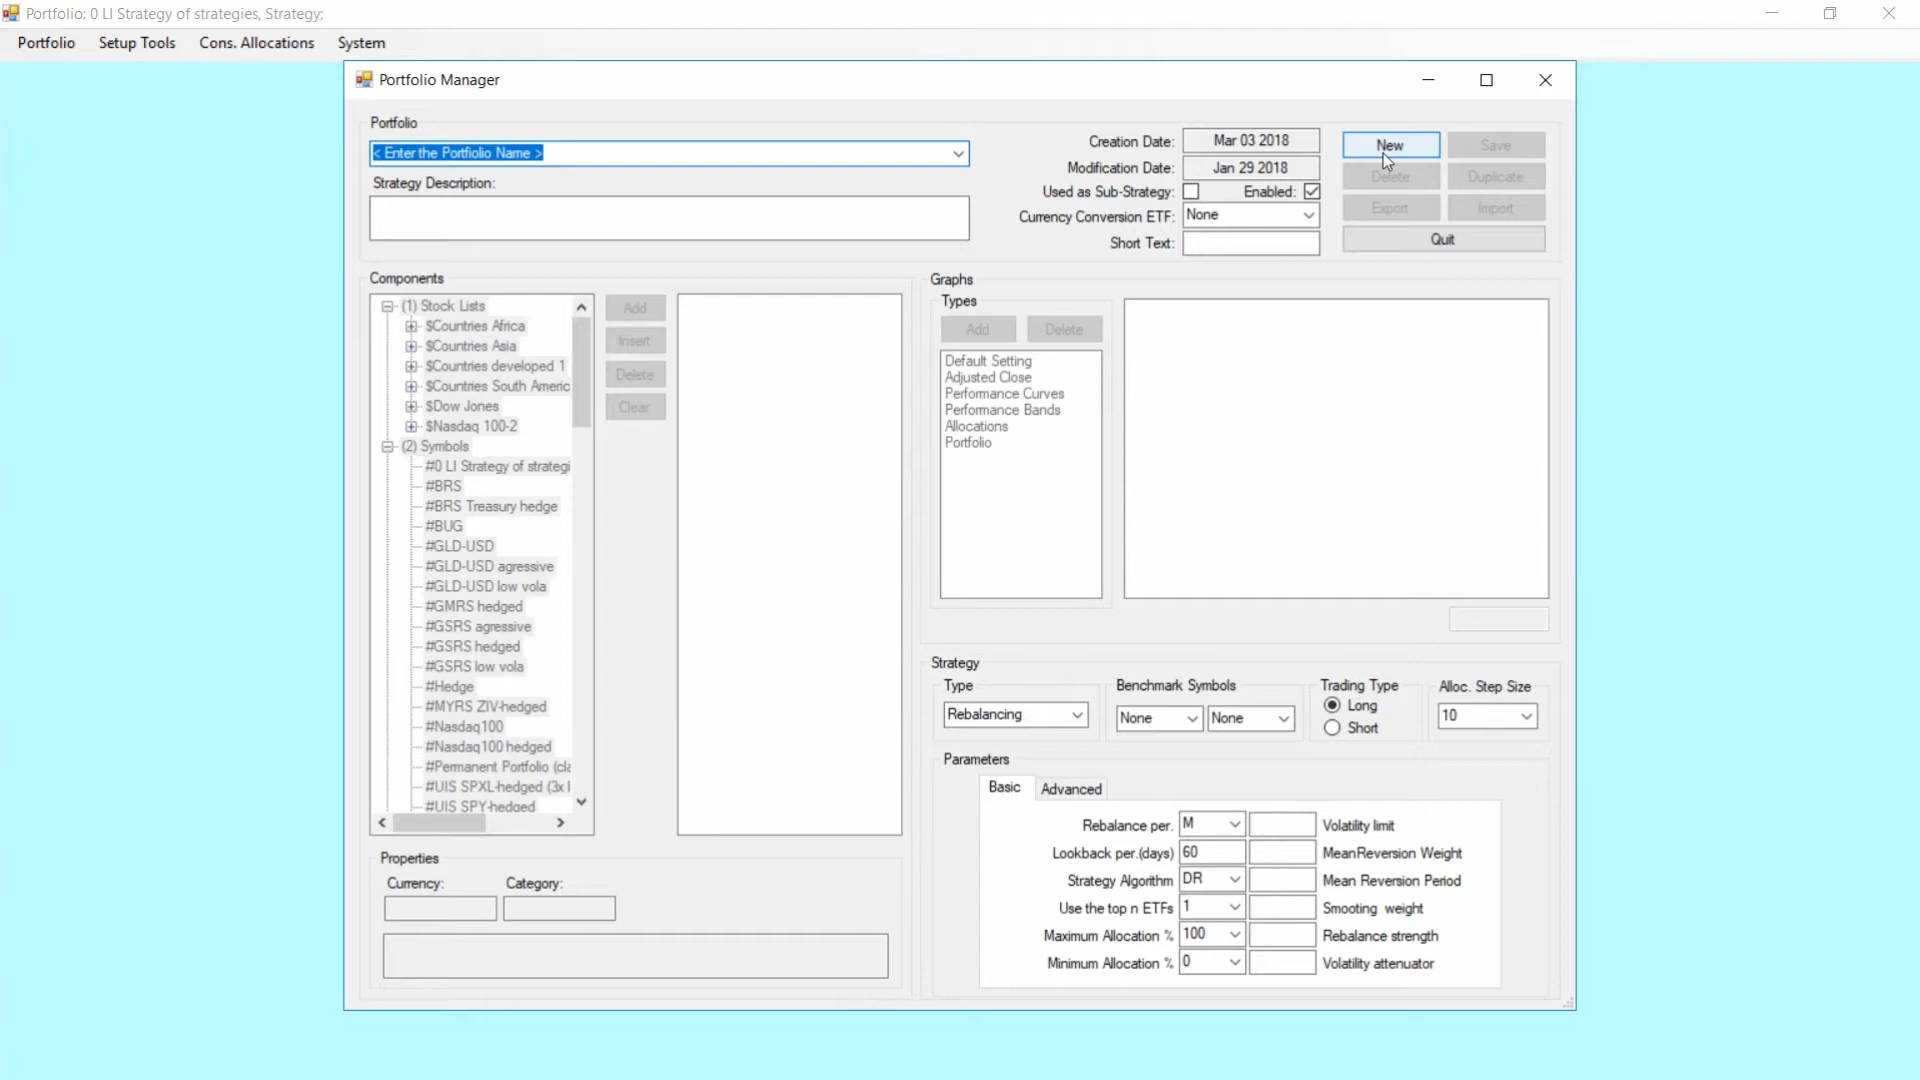 Portfolio: 0 LI Strategy of strategies, Strategy;
Portfolio Setup Tools Cons. Allocations System
Portfolio Manager
Portfolio
< Enter the Portfiolio Name >
Strategy Description:
Creation Date: Mar 03 2018
Modification Date: Jan 29 2018
Used as Sub-Strategy: Enabled:
Currency Conversion ETF: None
Short Text:
New Save
Delete Duplicate
Export Import
Quit
Components
(1) Stock Lists
$Countries Africa
$Countries Asia
$Countries developed 1
$Countries South Americ
$Dow Jones
$Nasdaq 100-2
(2) Symbols
#0 LI Strategy of strategi
#BRS
#BRS Treasury hedge
#BUG
#GLD-USD
#GLD-USD agressive
#GLD-USD low vola
#GMRS hedged
#GSRS agressive
#GSRS hedged
#GSRS low vola
#Hedge
#MYRS ZIV-hedged
#Nasdaq100
#Nasdaq100 hedged
#Permanent Portfolio (cla
#UIS SPXL-hedged (3x l
#UIS SPY-hedged
Add
Insert
Delete
Clear
Properties
Currency: Category:
Graphs
Types
Add Delete
Default Setting
Adjusted Close
Performance Curves
Performance Bands
Allocations
Portfolio
Strategy
Type
Rebalancing
Benchmark Symbols
None None
Trading Type
Long
Short
Alloc. Step Size
10
Parameters
Basic Advanced
Rebalance per. M Volatility limit
Lookback per.(days) 60 MeanReversion Weight
Strategy Algorithm DR Mean Reversion Period
Use the top n ETFs 1 Smooting weight
Maximum Allocation % 100 Rebalance strength
Minimum Allocation % 0 Volatility attenuator